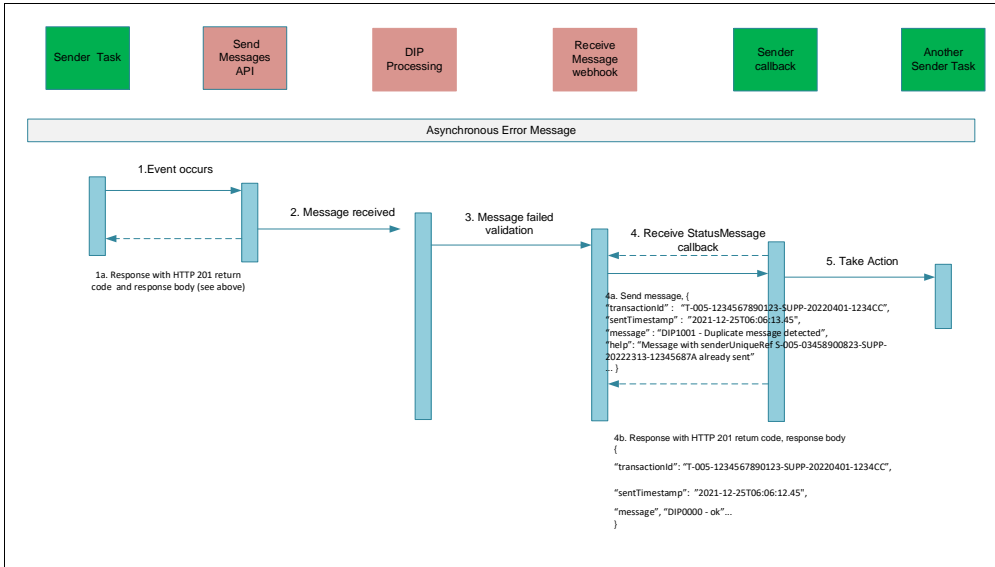 Sender Task
Send
Messages
API
DIP
Processing
Receive
Message
webhook
Sender
callback
Another
Sender Task
Asynchronous Error Message
1.Event occurs
2. Message received
3. Message failed
validation
4. Receive StatusMessage
callback
5. Take Action
1a. Response with HTTP 201 return
code and response body (see above)
4a. Send message, {
“transactionId” : “T-005-1234567890123-SUPP-20220401-1234CC”,
“sentTimestamp” : ”2021-12-25T06:06:13.45",
“message” : “DIP1001 - Duplicate message detected”,
“help”: “Message with senderUniqueRef S-005-03458900823-SUPP-
20222313-12345687A already sent”
... }
4b. Response with HTTP 201 return code, response body
{
“transactionId”: “T-005-1234567890123-SUPP-20220401-1234CC”,
“sentTimestamp”: ”2021-12-25T06:06:12.45",
“message”, “DIP0000 - ok”...
}